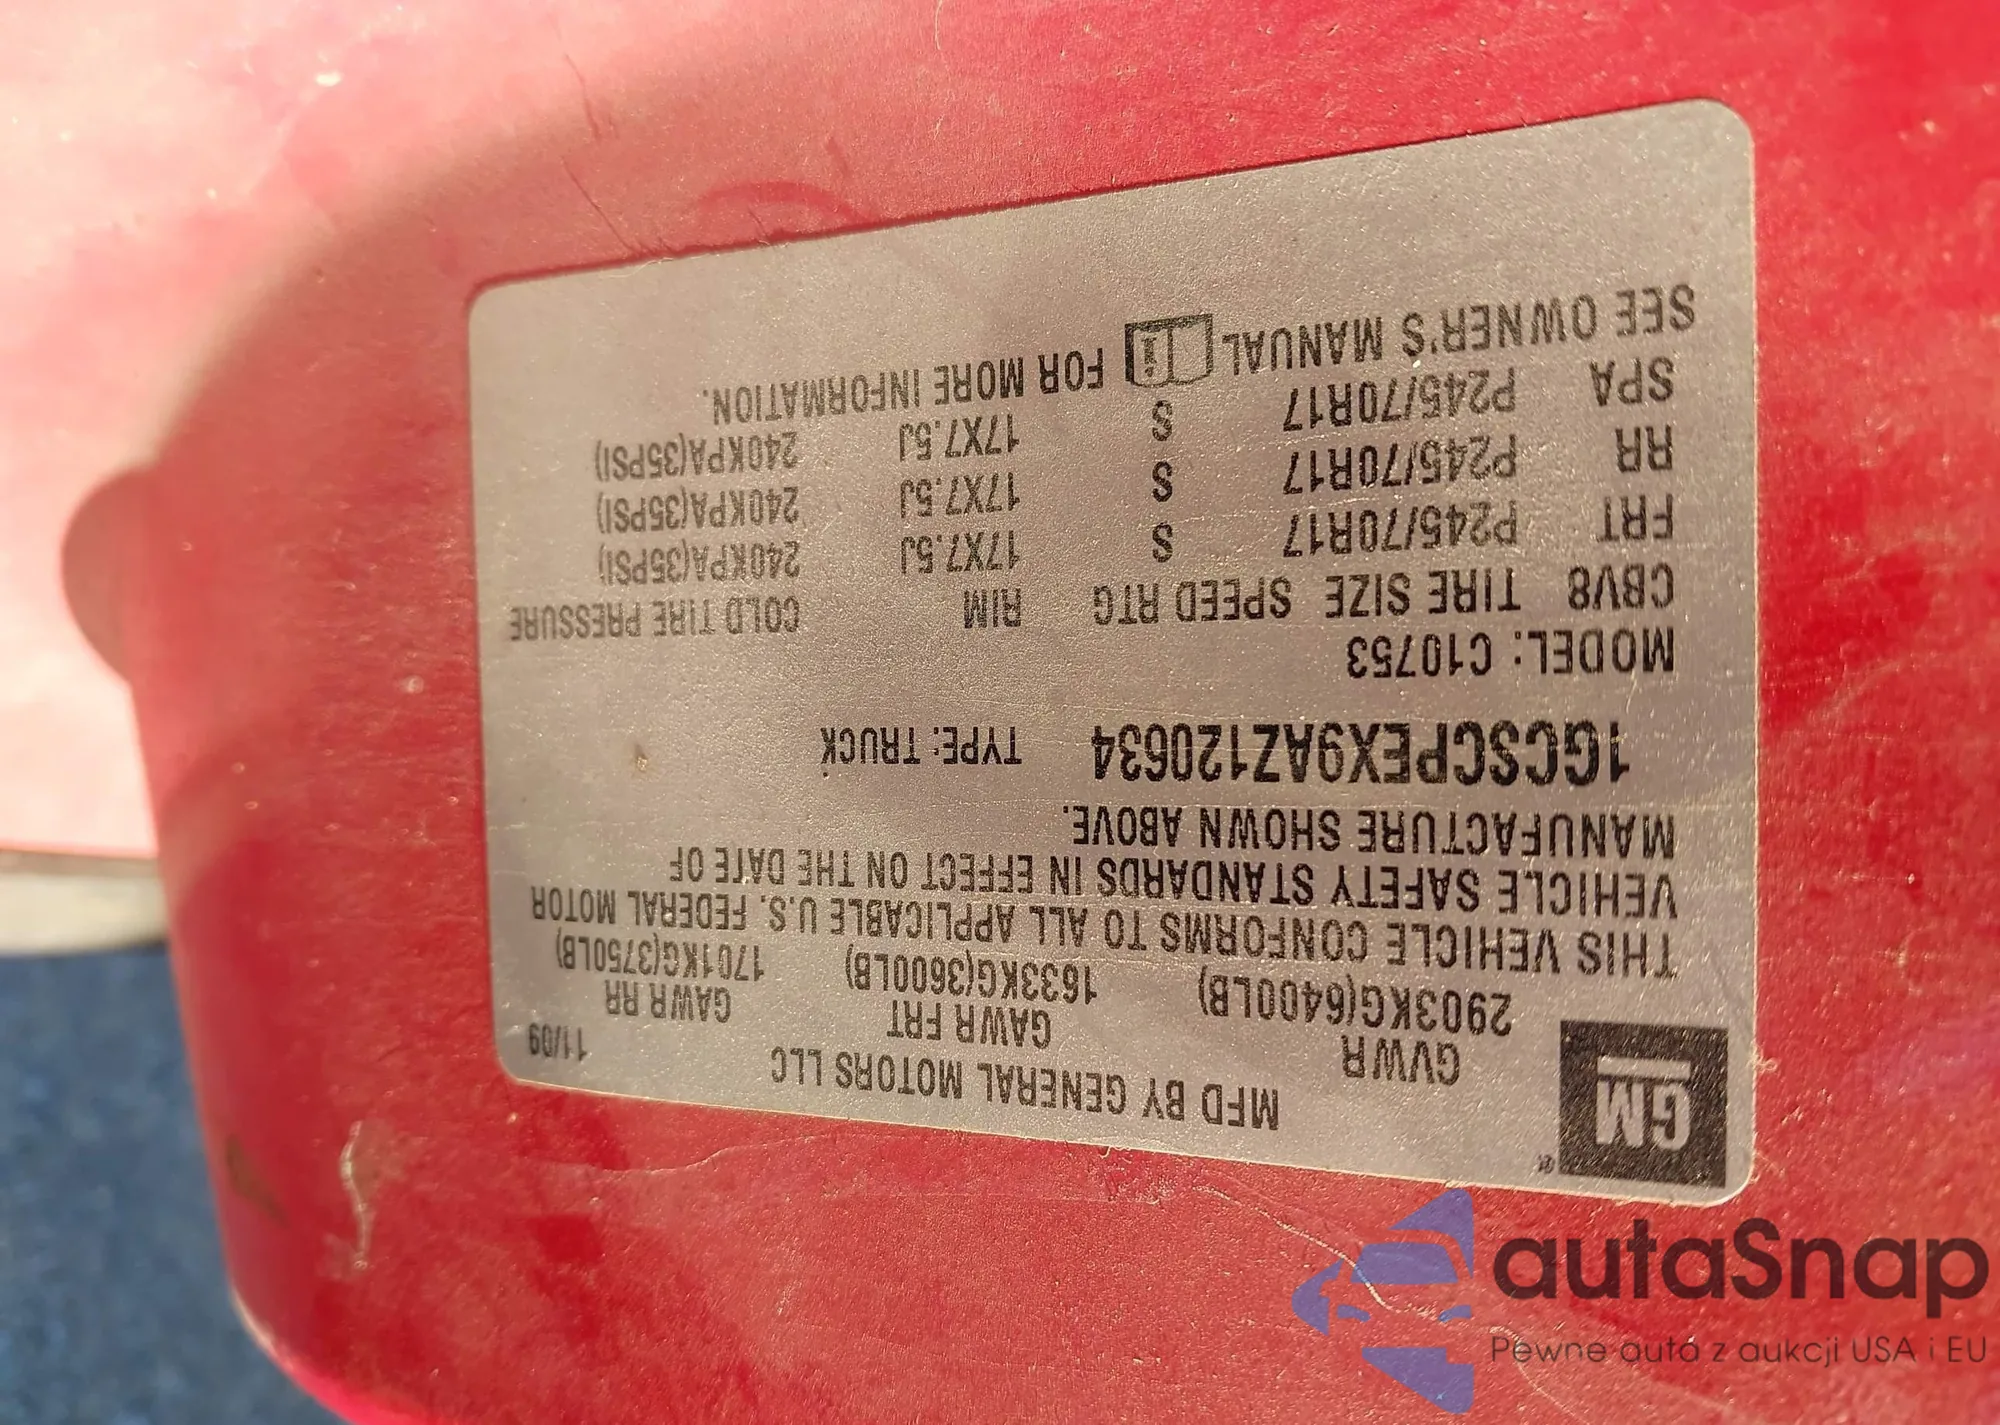 GM
®
MFD BY GENERAL MOTORS LLC
11/09
GVWR GAWR FRT GAWR RR
2903KG(6400LB) 1633KG(3600LB) 1701KG(3750LB)
THIS VEHICLE CONFORMS TO ALL APPLICABLE U.S. FEDERAL MOTOR
VEHICLE SAFETY STANDARDS IN EFFECT ON THE DATE OF
MANUFACTURE SHOWN ABOVE.
1GCSCPEX9AZ120634 TYPE: TRUCK
MODEL: C10753
CBV8 TIRE SIZE SPEED RTG RIM COLD TIRE PRESSURE
FRT P245/70R17 S 17X7.5J 240KPA(35PSI)
RR P245/70R17 S 17X7.5J 240KPA(35PSI)
SPA P245/70R17 S 17X7.5J 240KPA(35PSI)
SEE OWNER'S MANUAL FOR MORE INFORMATION.
autaSnap
Pewne auta z aukcji USA i EU